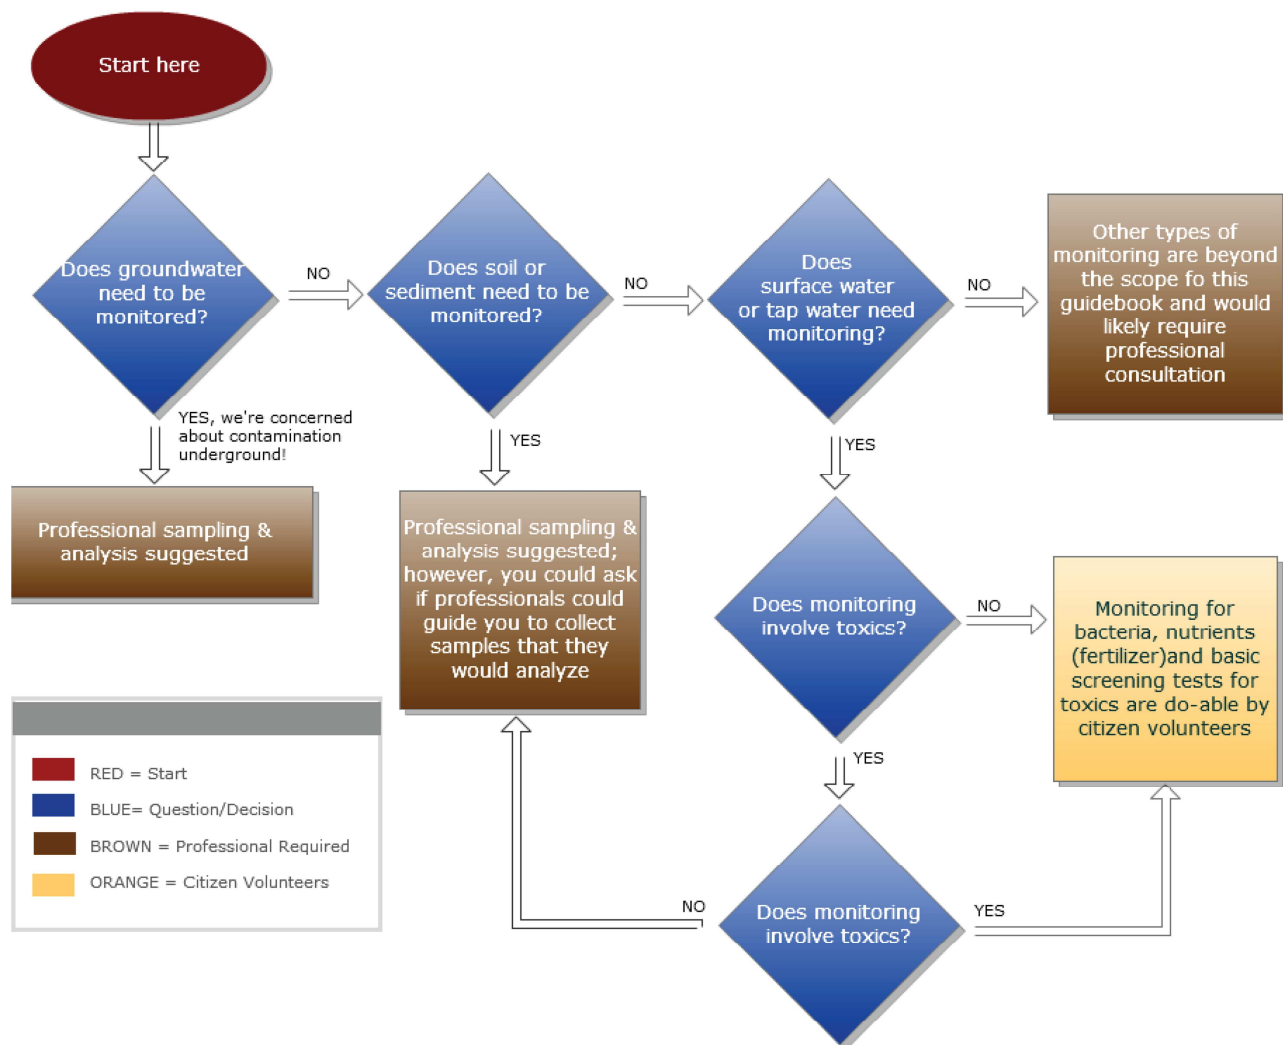 Start here
Does groundwater
need to be
monitored?
NO
Does soil or
sediment need to be
monitored?
NO
Does
surface water
or tap water need
monitoring?
NO
Other types of
monitoring are beyond
the scope fo this
guidebook and would
likely require
professional
consultation
YES, we're concerned
about contamination
underground!
YES
YES
Professional sampling &
analysis suggested
Professional sampling &
analysis suggested;
however, you could ask
if professionals could
guide you to collect
samples that they
would analyze
Does monitoring
involve toxics?
NO
Monitoring for
bacteria, nutrients
(fertilizer)and basic
screening tests for
toxics are do-able by
citizen volunteers
YES
RED = Start
BLUE= Question/Decision
BROWN = Professional Required
ORANGE = Citizen Volunteers
NO
Does monitoring
involve toxics?
YES